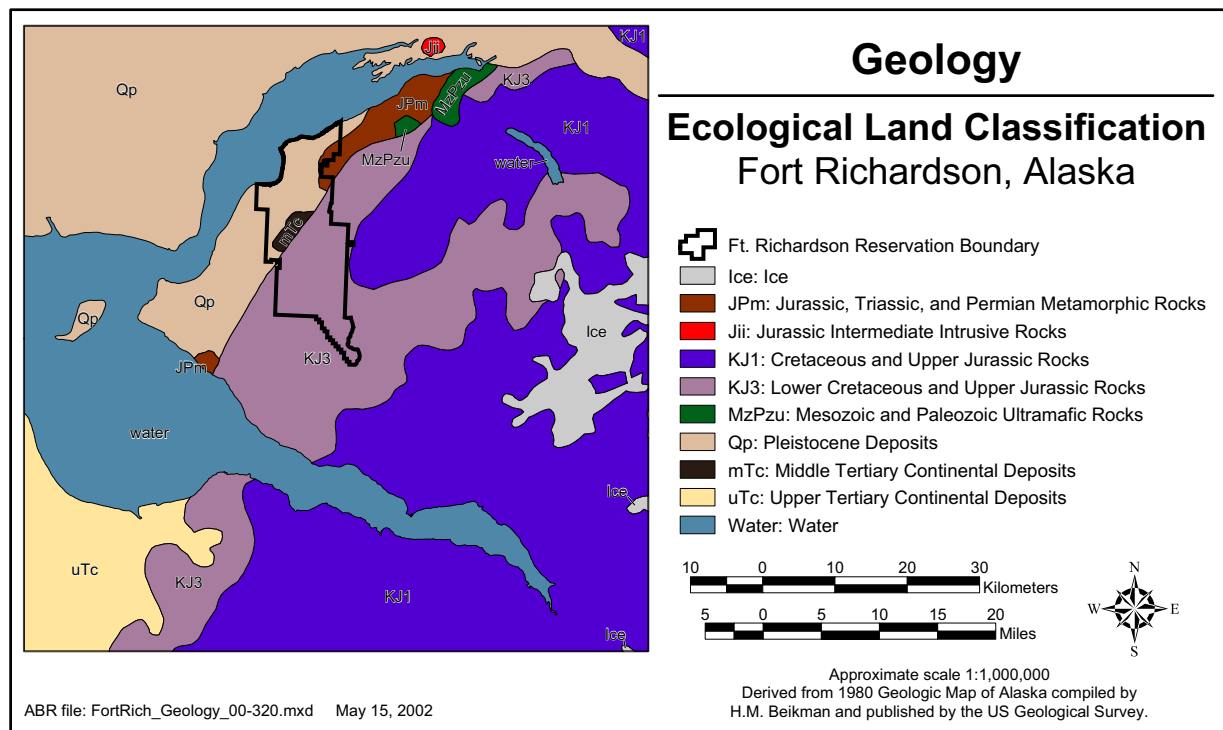 Geology
Ecological Land Classification
Fort Richardson, Alaska
Ft. Richardson Reservation Boundary
Ice: Ice
JPm: Jurassic, Triassic, and Permian Metamorphic Rocks
Jii: Jurassic Intermediate Intrusive Rocks
KJ1: Cretaceous and Upper Jurassic Rocks
KJ3: Lower Cretaceous and Upper Jurassic Rocks
MzPzu: Mesozoic and Paleozoic Ultramafic Rocks
Qp: Pleistocene Deposits
mTc: Middle Tertiary Continental Deposits
uTc: Upper Tertiary Continental Deposits
Water: Water
10 0 10 20 30
Kilometers
5 0 5 10 15 20
Miles
N
W E
S
Approximate scale 1:1,000,000
Derived from 1980 Geologic Map of Alaska compiled by
H.M. Beikman and published by the US Geological Survey.
Jii
KJ1
Qp
KJ3
MzPzu
JPm
KJ1
MzPzu
water
mTc
Qp
Qp
Ice
KJ3
JPm
water
Ice
uTc
KJ3
KJ1
Ice
ABR file: FortRich_Geology_00-320.mxd May 15, 2002